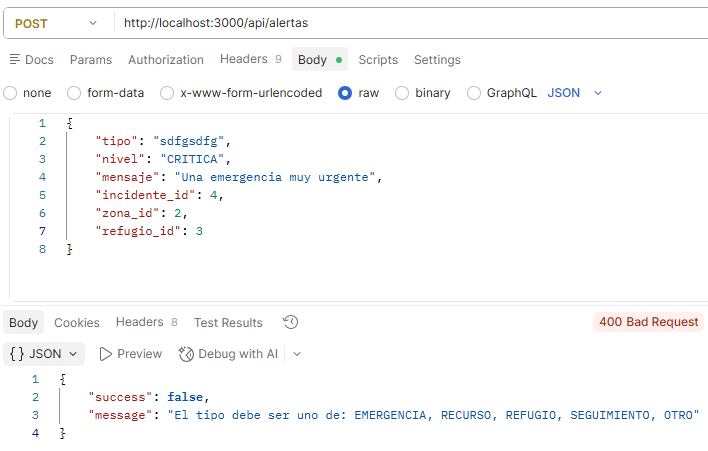 POST http://localhost:3000/api/alertas
Docs Params Authorization Headers 9 Body Scripts Settings
none form-data x-www-form-urlencoded raw binary GraphQL JSON
1 {
2 "tipo": "sdfgsdfg",
3 "nivel": "CRITICA",
4 "mensaje": "Una emergencia muy urgente",
5 "incidente_id": 4,
6 "zona_id": 2,
7 "refugio_id": 3
8 }
Body Cookies Headers 8 Test Results 400 Bad Request
{} JSON Preview Debug with AI
1 {
2 "success": false,
3 "message": "El tipo debe ser uno de: EMERGENCIA, RECURSO, REFUGIO, SEGUIMIENTO, OTRO"
4 }